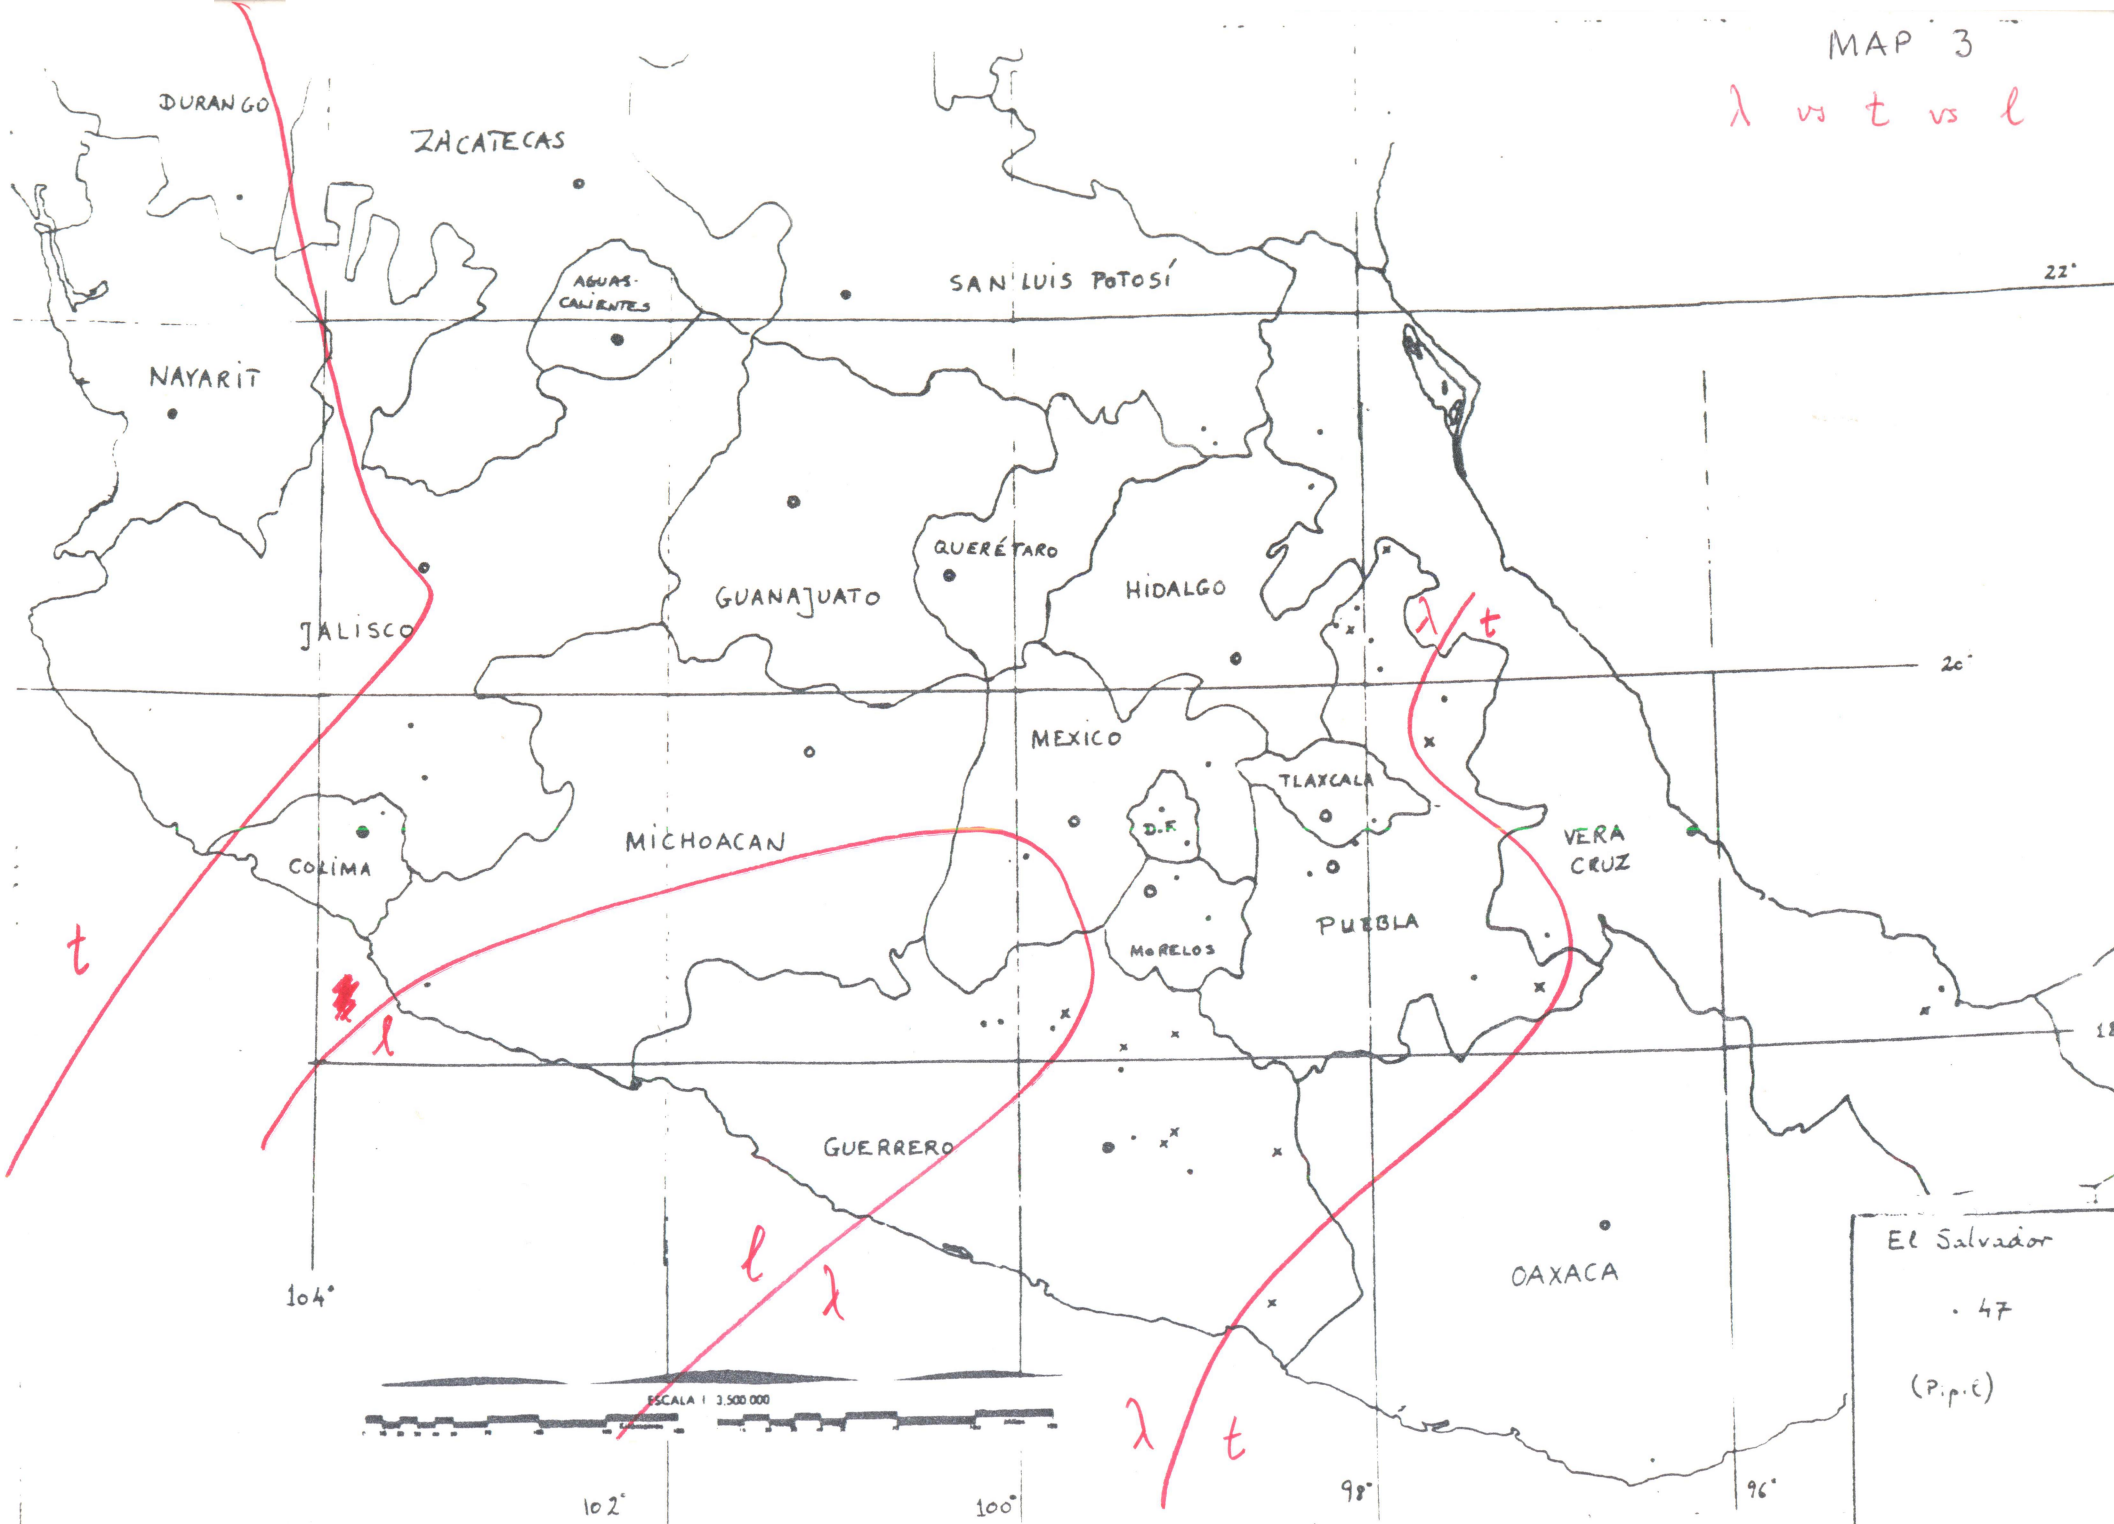 MAP 3
λ vs t vs l
DURANGO
ZACATECAS
AGUAS-
CALIENTES
SAN LUIS POTOSÍ
22°
NAYARIT
QUERÉTARO
HIDALGO
GUANAJUATO
JALISCO
λ t
20°
MEXICO
TLAXCALA
D.F.
MICHOACAN
COLIMA
VERA
CRUZ
PUEBLA
MORELOS
t
l
18
GUERRERO
l
λ
OAXACA
El Salvador
. 47
(Pipil)
104°
ESCALA 1 3,500 000
λ t
102°
100°
98°
96°